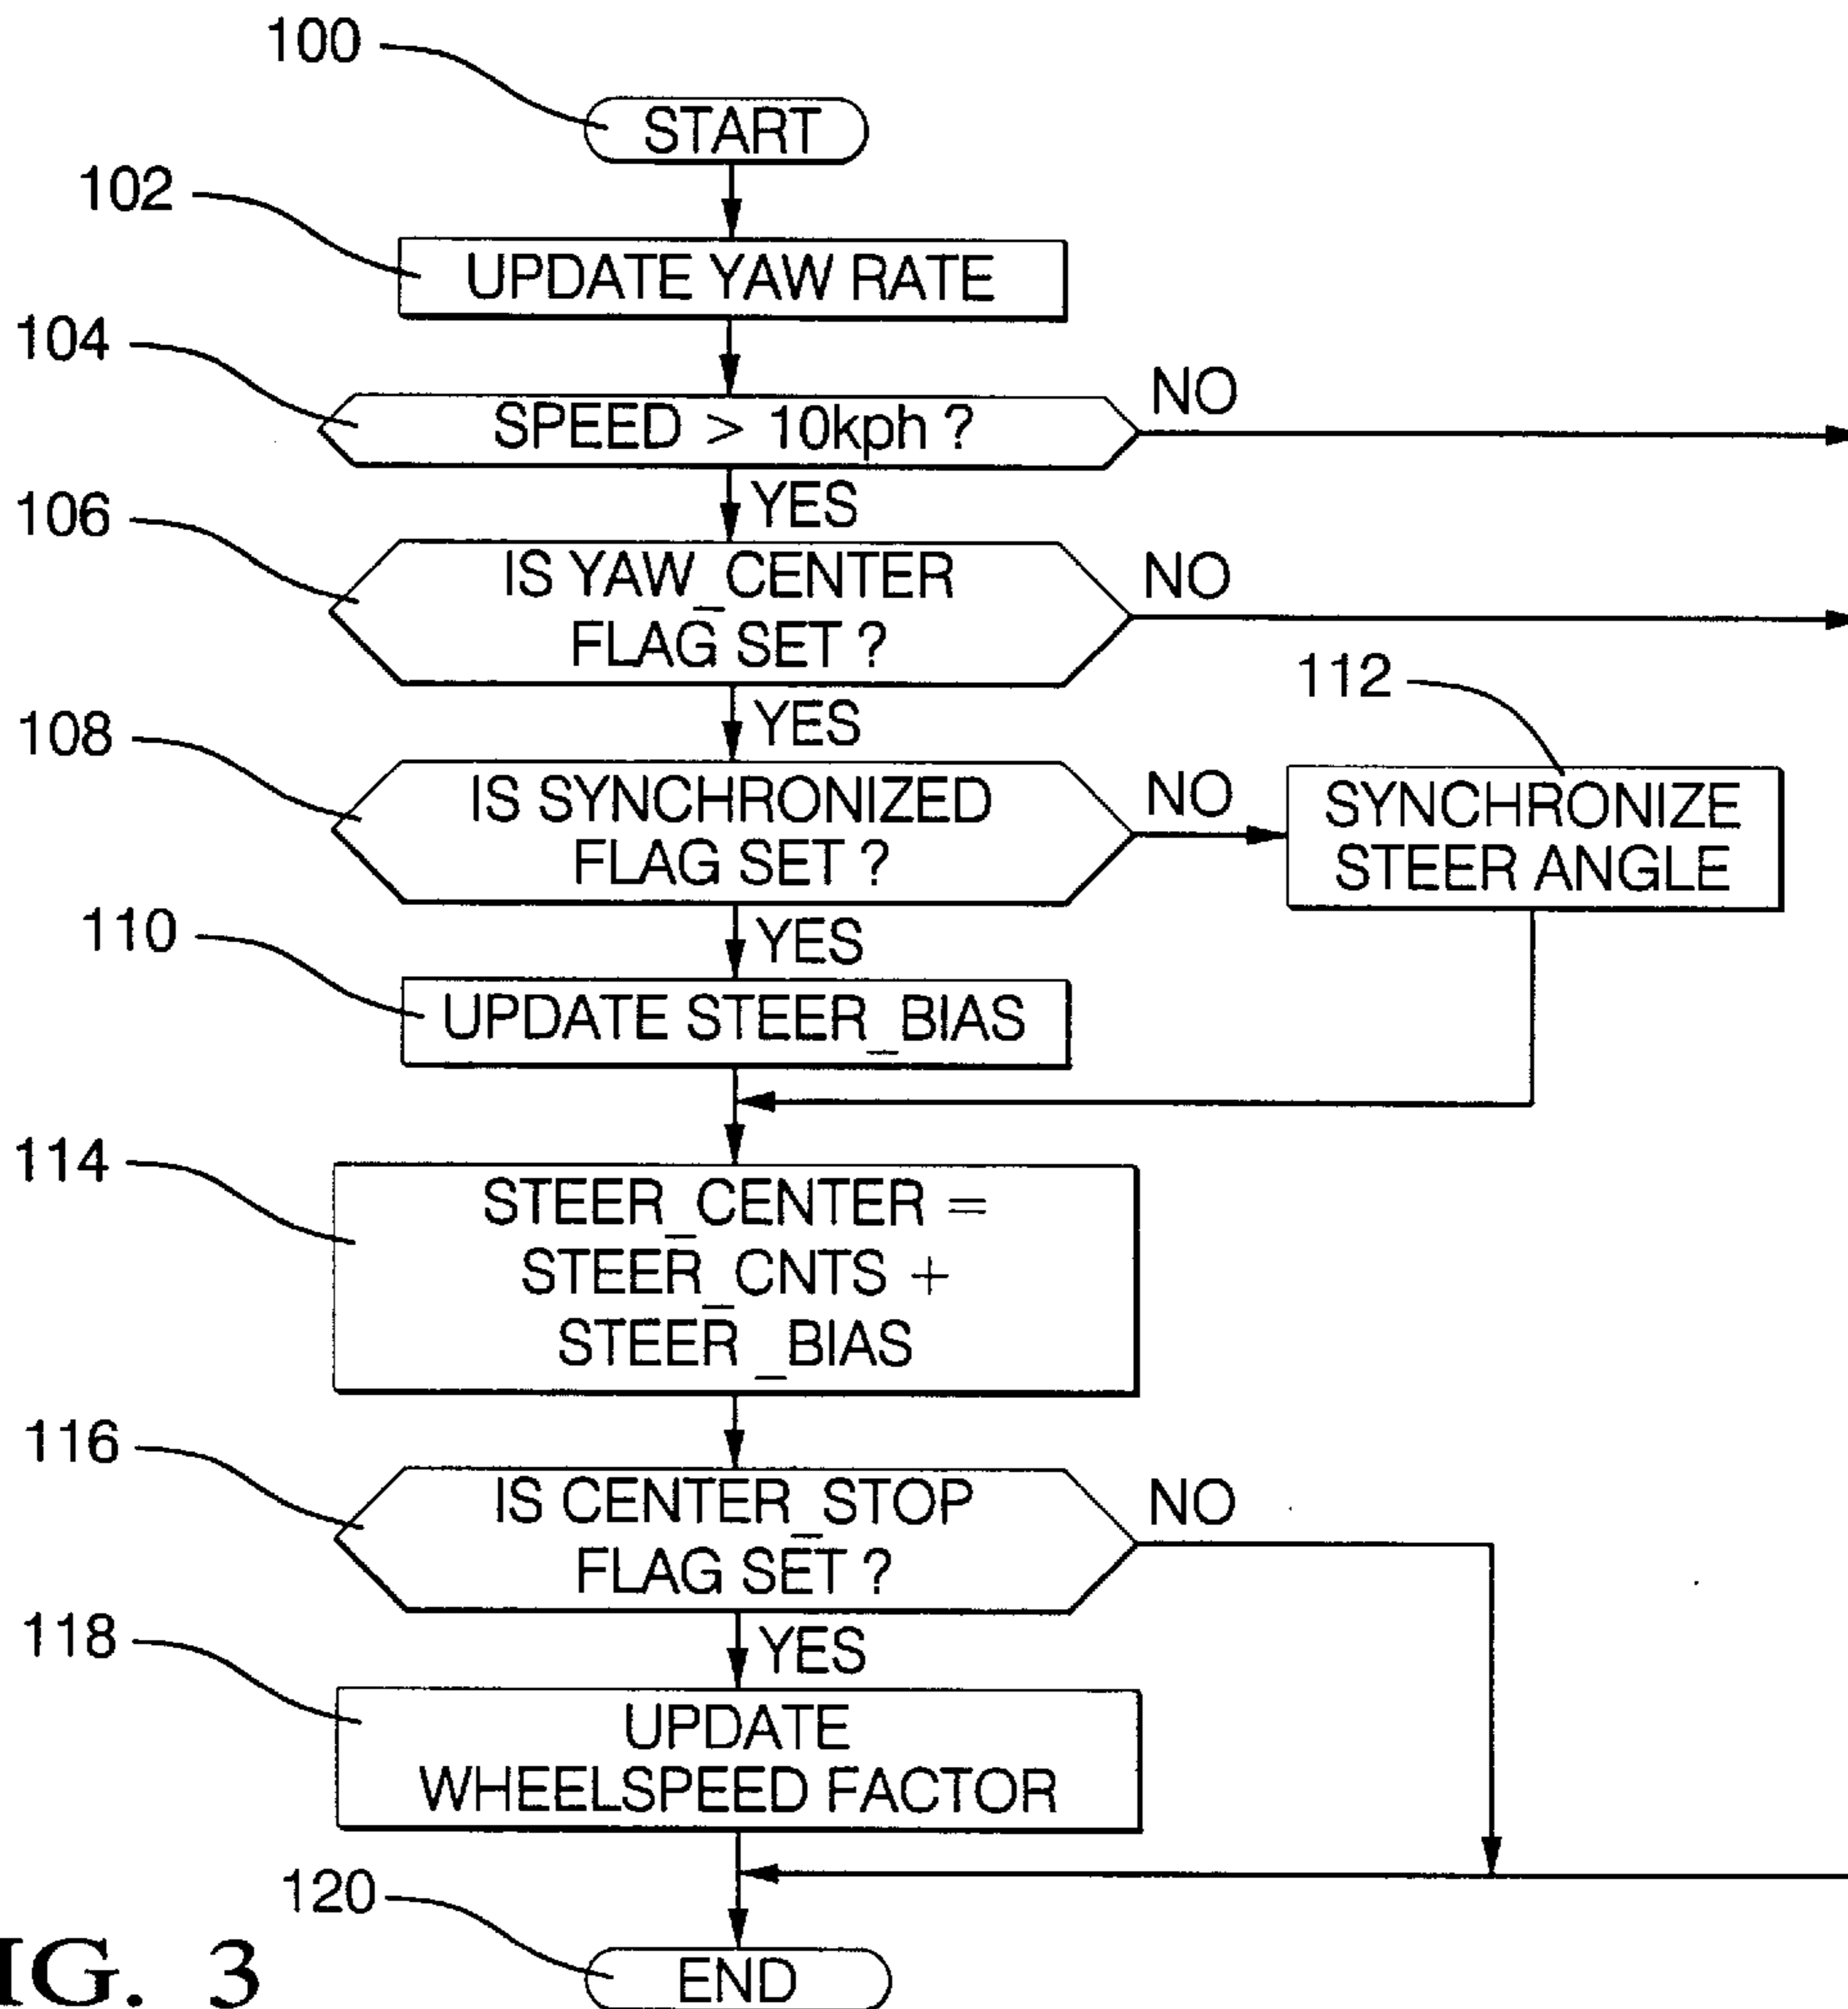 100
START
102
UPDATE YAW RATE
104
SPEED > 10kph ?
NO
YES
106
IS YAW_CENTER
FLAG SET ?
NO
YES
112
108
IS SYNCHRONIZED
FLAG SET ?
NO
SYNCHRONIZE
STEER ANGLE
YES
110
UPDATE STEER_BIAS
114
STEER_CENTER =
STEER_CNTS +
STEER_BIAS
116
IS CENTER_STOP
FLAG SET ?
NO
YES
118
UPDATE
WHEELSPEED FACTOR
120
END
IG. 3